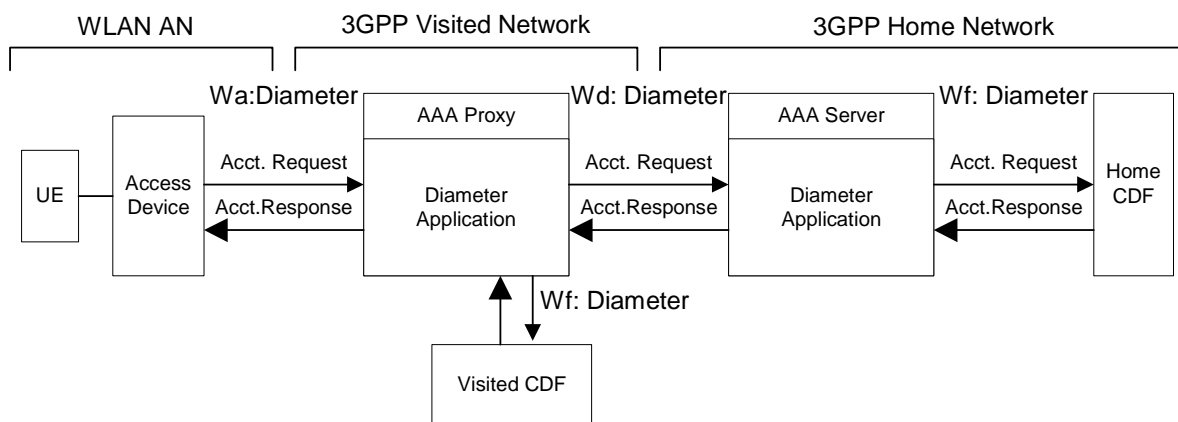 WLAN AN
3GPP Visited Network
3GPP Home Network
Wa:Diameter
Wd: Diameter
Wf: Diameter
AAA Proxy
AAA Server
UE
Access
Device
Acct. Request
Acct.Response
Diameter
Application
Acct. Request
Acct.Response
Diameter
Application
Acct. Request
Acct.Response
Home
CDF
Wf: Diameter
Visited CDF